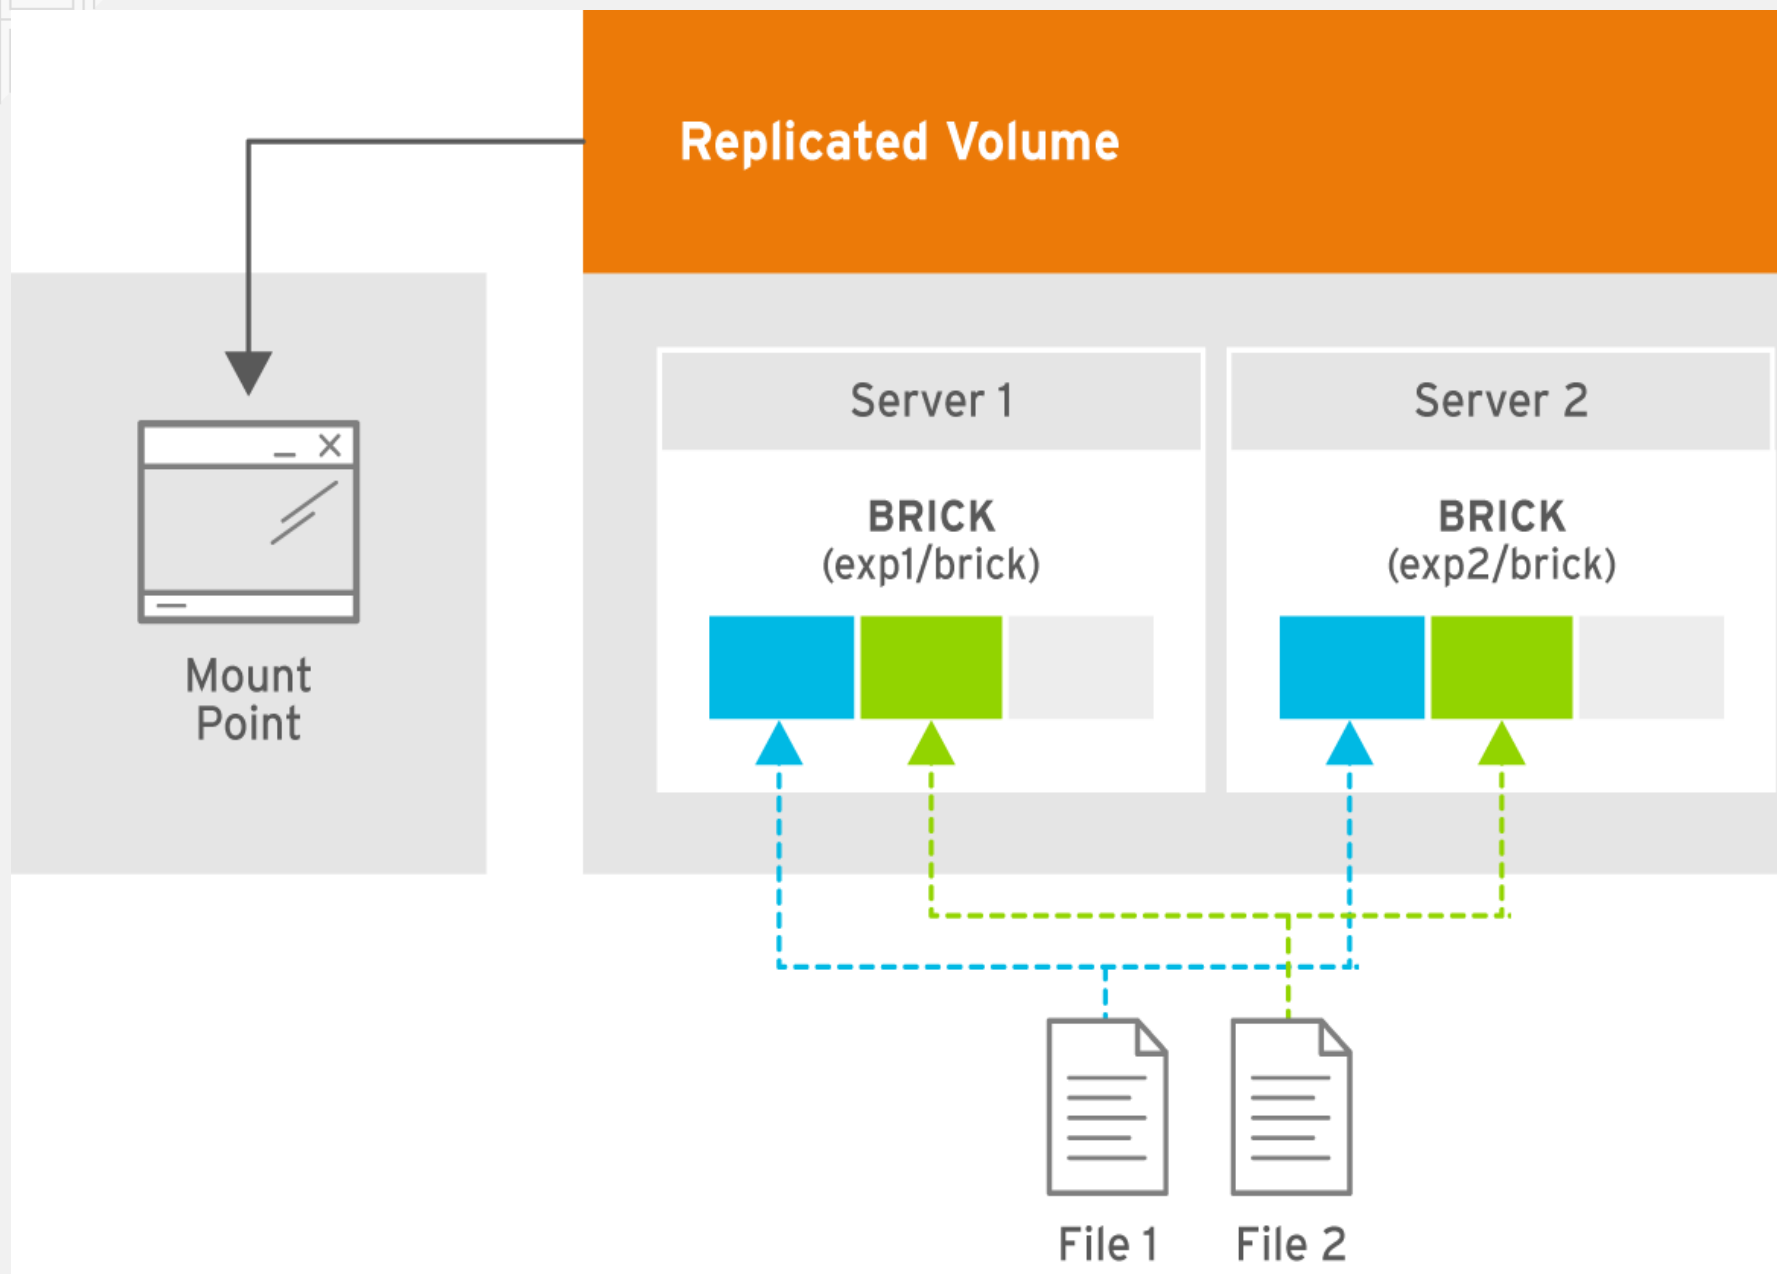 Replicated Volume
Server 1
Server 2
BRICK
(exp1/brick)
BRICK
(exp2/brick)
Mount
Point
File 1
File 2